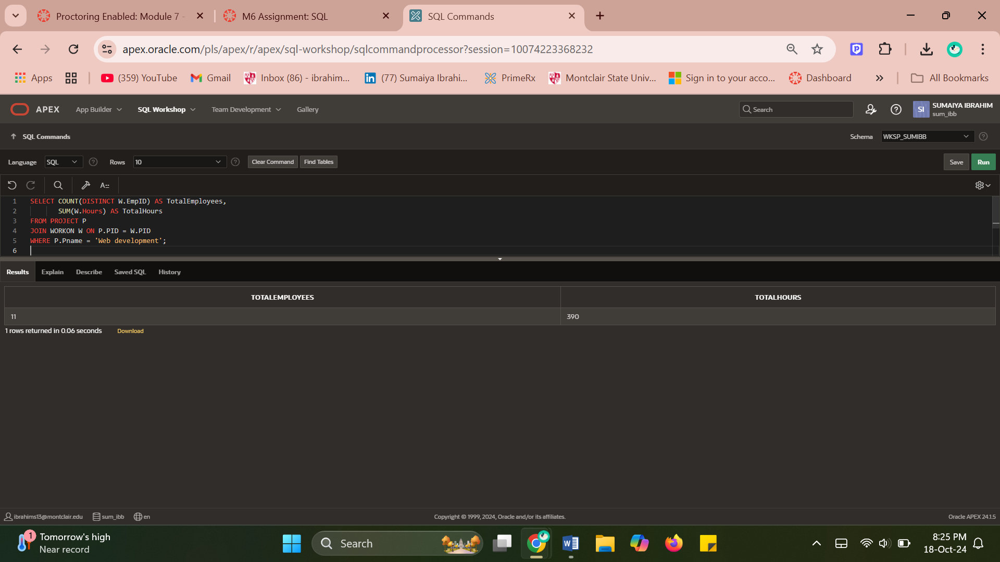 Proctoring Enabled: Module 7 -
M6 Assignment: SQL
SQL Commands
apex.oracle.com/pls/apex/r/apex/sql-workshop/sqlcommandprocessor?session=10074223368232
Apps
(359) YouTube
Gmail
Inbox (86) - ibrahim...
(77) Sumaiya Ibrahi...
PrimeRx
Montclair State Univ...
Sign in to your acco...
Dashboard
»
All Bookmarks
APEX
App Builder
SQL Workshop
Team Development
Gallery
Search
SI
SUMAIYA IBRAHIM
sum_ibb
SQL Commands
Schema
WKSP_SUMIBB
Language
SQL
Rows
10
Clear Command
Find Tables
Save
Run
1 SELECT COUNT(DISTINCT W.EmpID) AS TotalEmployees,
2 SUM(W.Hours) AS TotalHours
3 FROM PROJECT P
4 JOIN WORKON W ON P.PID = W.PID
5 WHERE P.Pname = 'Web development';
6
Results
Explain
Describe
Saved SQL
History
TOTALEMPLOYEES
TOTALHOURS
11
390
1 rows returned in 0.06 seconds
Download
ibrahims13@montclair.edu
sum_ibb
en
Copyright © 1999, 2024, Oracle and/or its affiliates.
Oracle APEX 24.1.5
1
Tomorrow's high
Near record
Search
8:25 PM
18-Oct-24